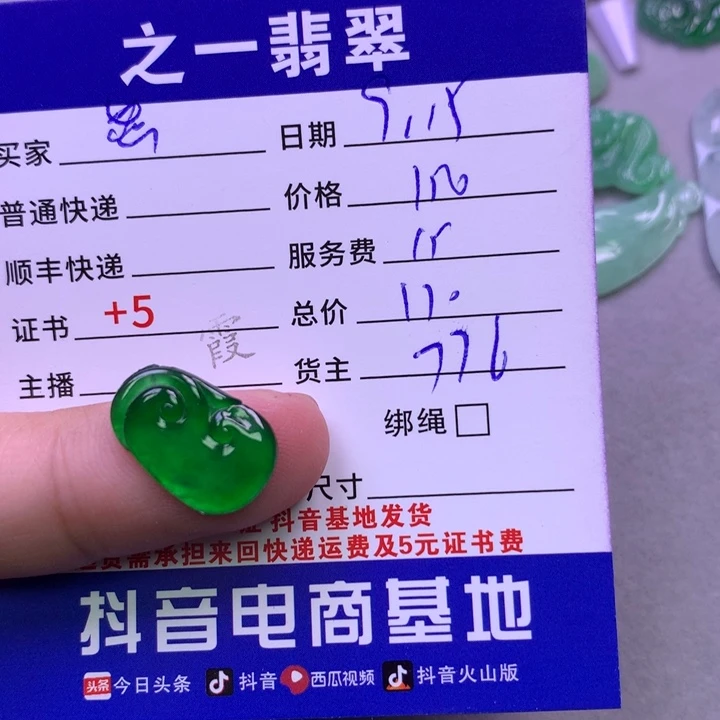 之一翡翠
买家 日期 9.15
普通快递 价格 100
顺丰快递 服务费 15
证书 +5 总价 110
霞
主播 货主 776
绑绳
尺寸
抖音基地发货
需承担来回快递运费及5元证书费
抖音电商基地
头条 今日头条 抖音 西瓜视频 抖音火山版